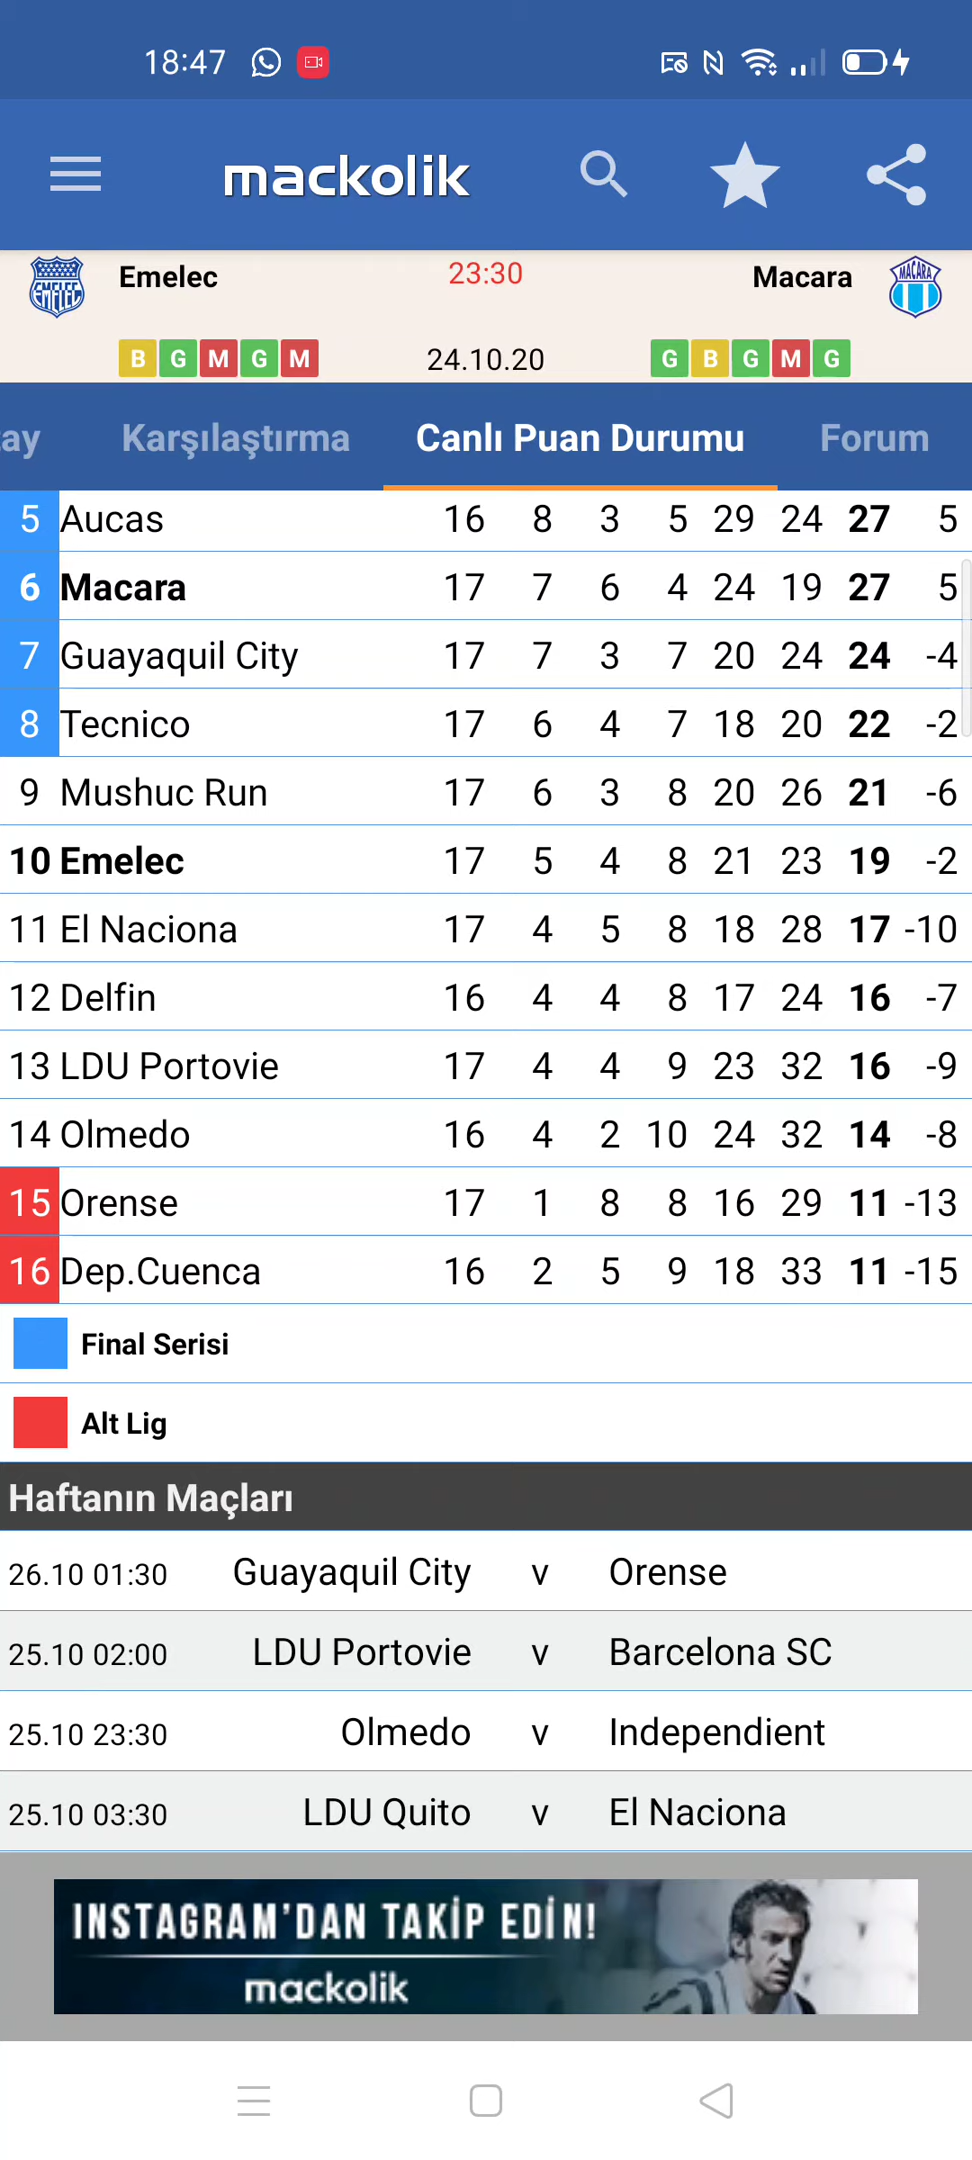 18:47
mackolik
Emelec 23:30 Macara
B G M G M 24.10.20 G B G M G
ay Karşılaştırma Canlı Puan Durumu Forum
5 Aucas 16 8 3 5 29 24 27 5
6 Macara 17 7 6 4 24 19 27 5
7 Guayaquil City 17 7 3 7 20 24 24 -4
8 Tecnico 17 6 4 7 18 20 22 -2
9 Mushuc Run 17 6 3 8 20 26 21 -6
10 Emelec 17 5 4 8 21 23 19 -2
11 El Naciona 17 4 5 8 18 28 17 -10
12 Delfin 16 4 4 8 17 24 16 -7
13 LDU Portovie 17 4 4 9 23 32 16 -9
14 Olmedo 16 4 2 10 24 32 14 -8
15 Orense 17 1 8 8 16 29 11 -13
16 Dep.Cuenca 16 2 5 9 18 33 11 -15
Final Serisi
Alt Lig
Haftanın Maçları
26.10 01:30 Guayaquil City v Orense
25.10 02:00 LDU Portovie v Barcelona SC
25.10 23:30 Olmedo v Independient
25.10 03:30 LDU Quito v El Naciona
INSTAGRAM'DAN TAKİP EDİN!
mackolik